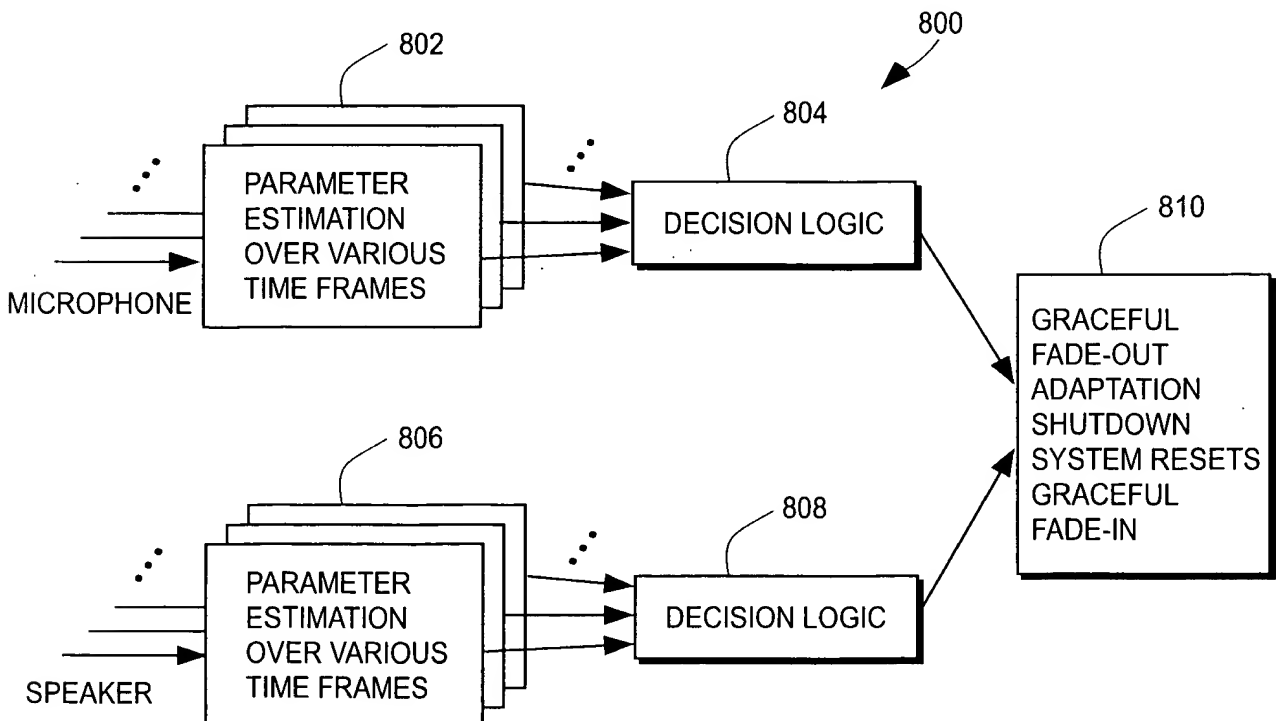 800
802
804
PARAMETER
ESTIMATION
OVER VARIOUS
TIME FRAMES
MICROPHONE
DECISION LOGIC
810
GRACEFUL
FADE-OUT
ADAPTATION
SHUTDOWN
SYSTEM RESETS
GRACEFUL
FADE-IN
806
808
PARAMETER
ESTIMATION
OVER VARIOUS
TIME FRAMES
SPEAKER
DECISION LOGIC